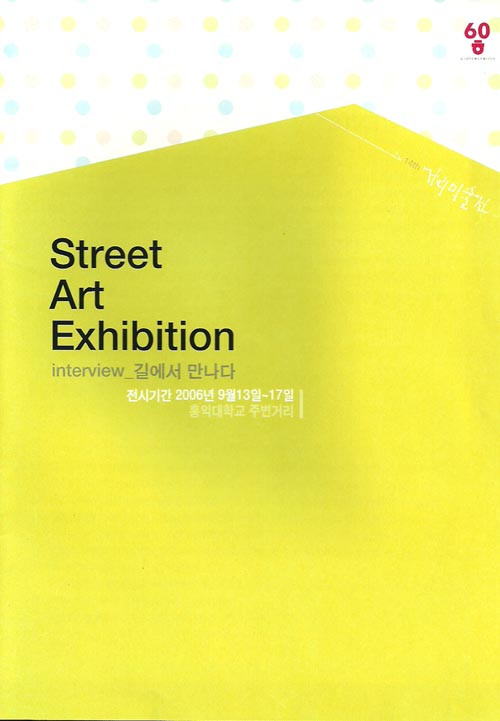 60
14th 거리미술전
Street
Art
Exhibition
interview_길에서 만나다
전시기간 2006년 9월13일~17일
홍익대학교 주변거리